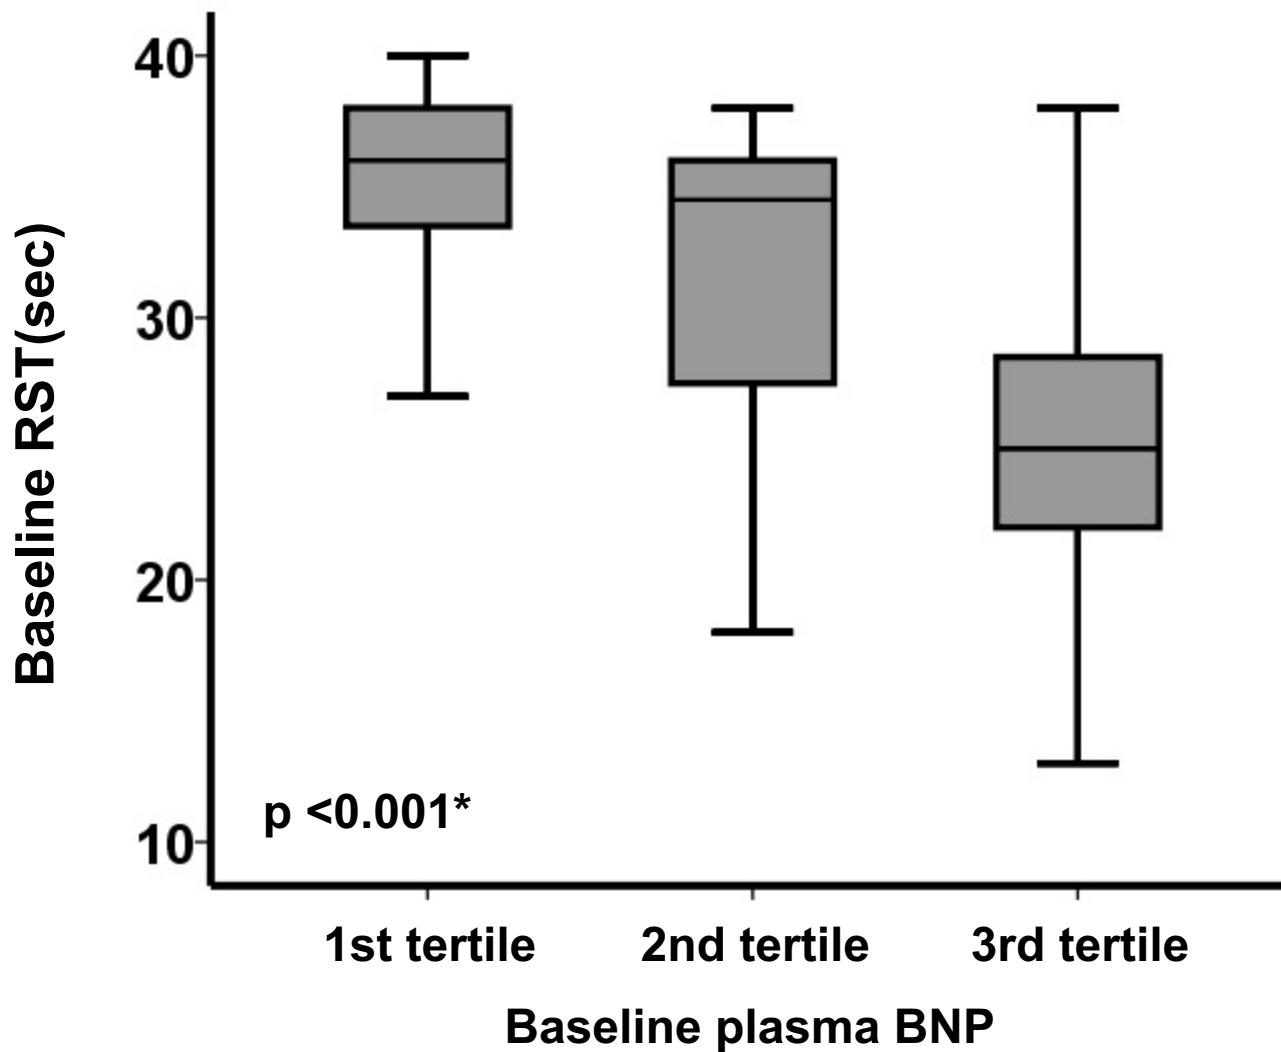 Baseline RST(sec)
40
30
20
10
p <0.001*
1st tertile 2nd tertile 3rd tertile
Baseline plasma BNP